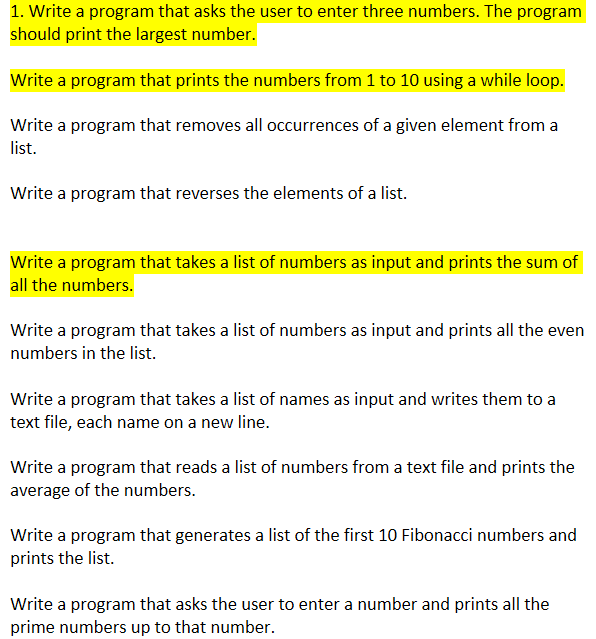 1. Write a program that asks the user to enter three numbers. The program
should print the largest number.
Write a program that prints the numbers from 1 to 10 using a while loop.
Write a program that removes all occurrences of a given element from a
list.
Write a program that reverses the elements of a list.
Write a program that takes a list of numbers as input and prints the sum of
all the numbers.
Write a program that takes a list of numbers as input and prints all the even
numbers in the list.
Write a program that takes a list of names as input and writes them to a
text file, each name on a new line.
Write a program that reads a list of numbers from a text file and prints the
average of the numbers.
Write a program that generates a list of the first 10 Fibonacci numbers and
prints the list.
Write a program that asks the user to enter a number and prints all the
prime numbers up to that number.